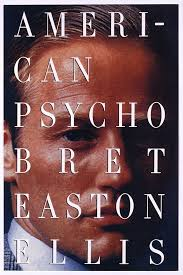 AMERI-
CAN
PSYCHO
BRET
EASTON
ELLIS